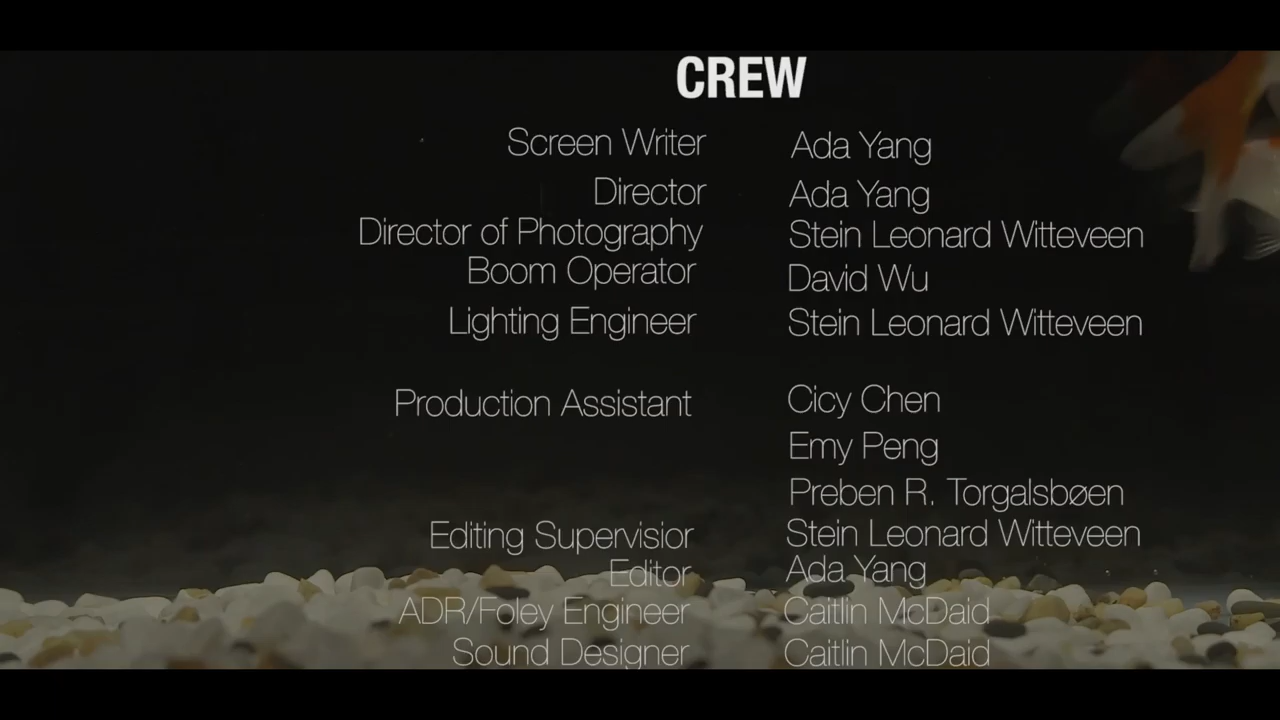 CREW
Screen Writer Ada Yang
Director Ada Yang
Director of Photography Stein Leonard Witteveen
Boom Operator David Wu
Lighting Engineer Stein Leonard Witteveen
Production Assistant Cicy Chen
Emy Peng
Preben R. Torgalsbøen
Editing Supervisior Stein Leonard Witteveen
Editor Ada Yang
ADR/Foley Engineer Caitlin McDaid
Sound Designer Caitlin McDaid